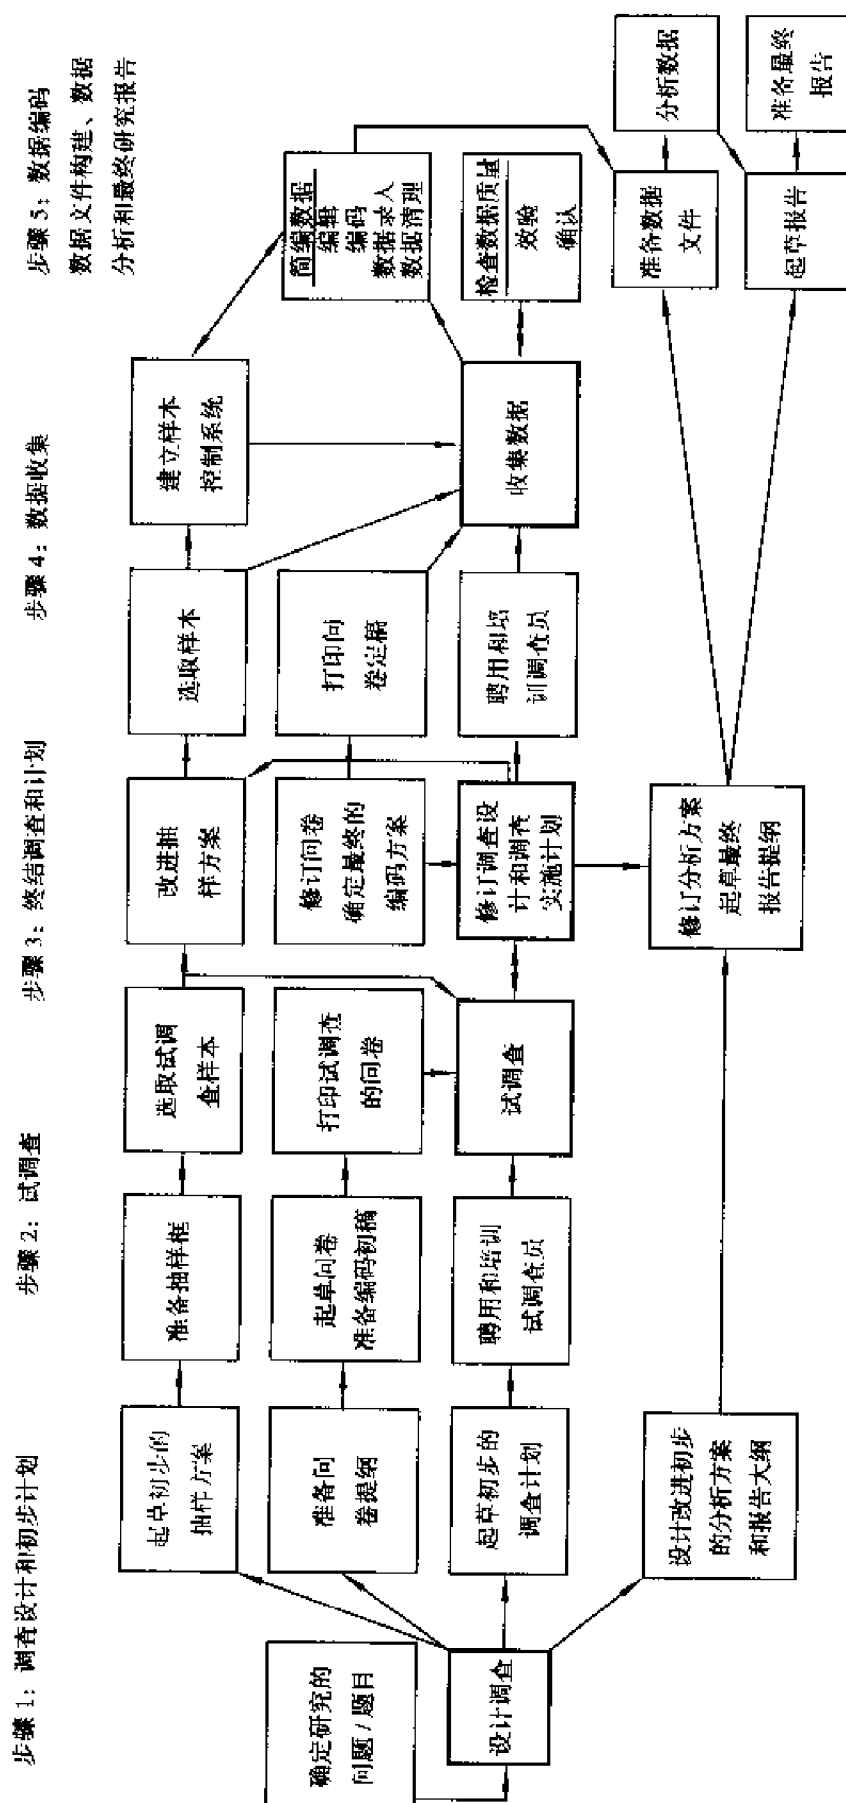 步骤 1: 调查设计和初步计划
步骤 2: 试调查
步骤 3: 终结调查和计划
步骤 4: 数据收集
步骤 5: 数据编码
数据文件构建、数据
分析和最终研究报告
确定研究的
问题/题目
设计调查
起草初步的
抽样方案
准备抽样框
选取试调
查样本
改进抽
样方案
选取样本
建立样本
控制系统
准备问
卷提纲
起草问卷
准备编码初稿
打印试调查
的问卷
修订问卷
确定最终的
编码方案
打印问
卷定稿
简编数据
编辑
编码
数据录入
数据清理
起草初步的
调查计划
聘用和培训
试调查员
试调查
修订调查设
计和调查
实施计划
聘用和培
训调查员
收集数据
检查数据质量
效验
确认
设计改进初步
的分析方案
和报告大纲
修订分析方案
起草最终
报告提纲
准备数据
文件
分析数据
起草报告
准备最终
报告